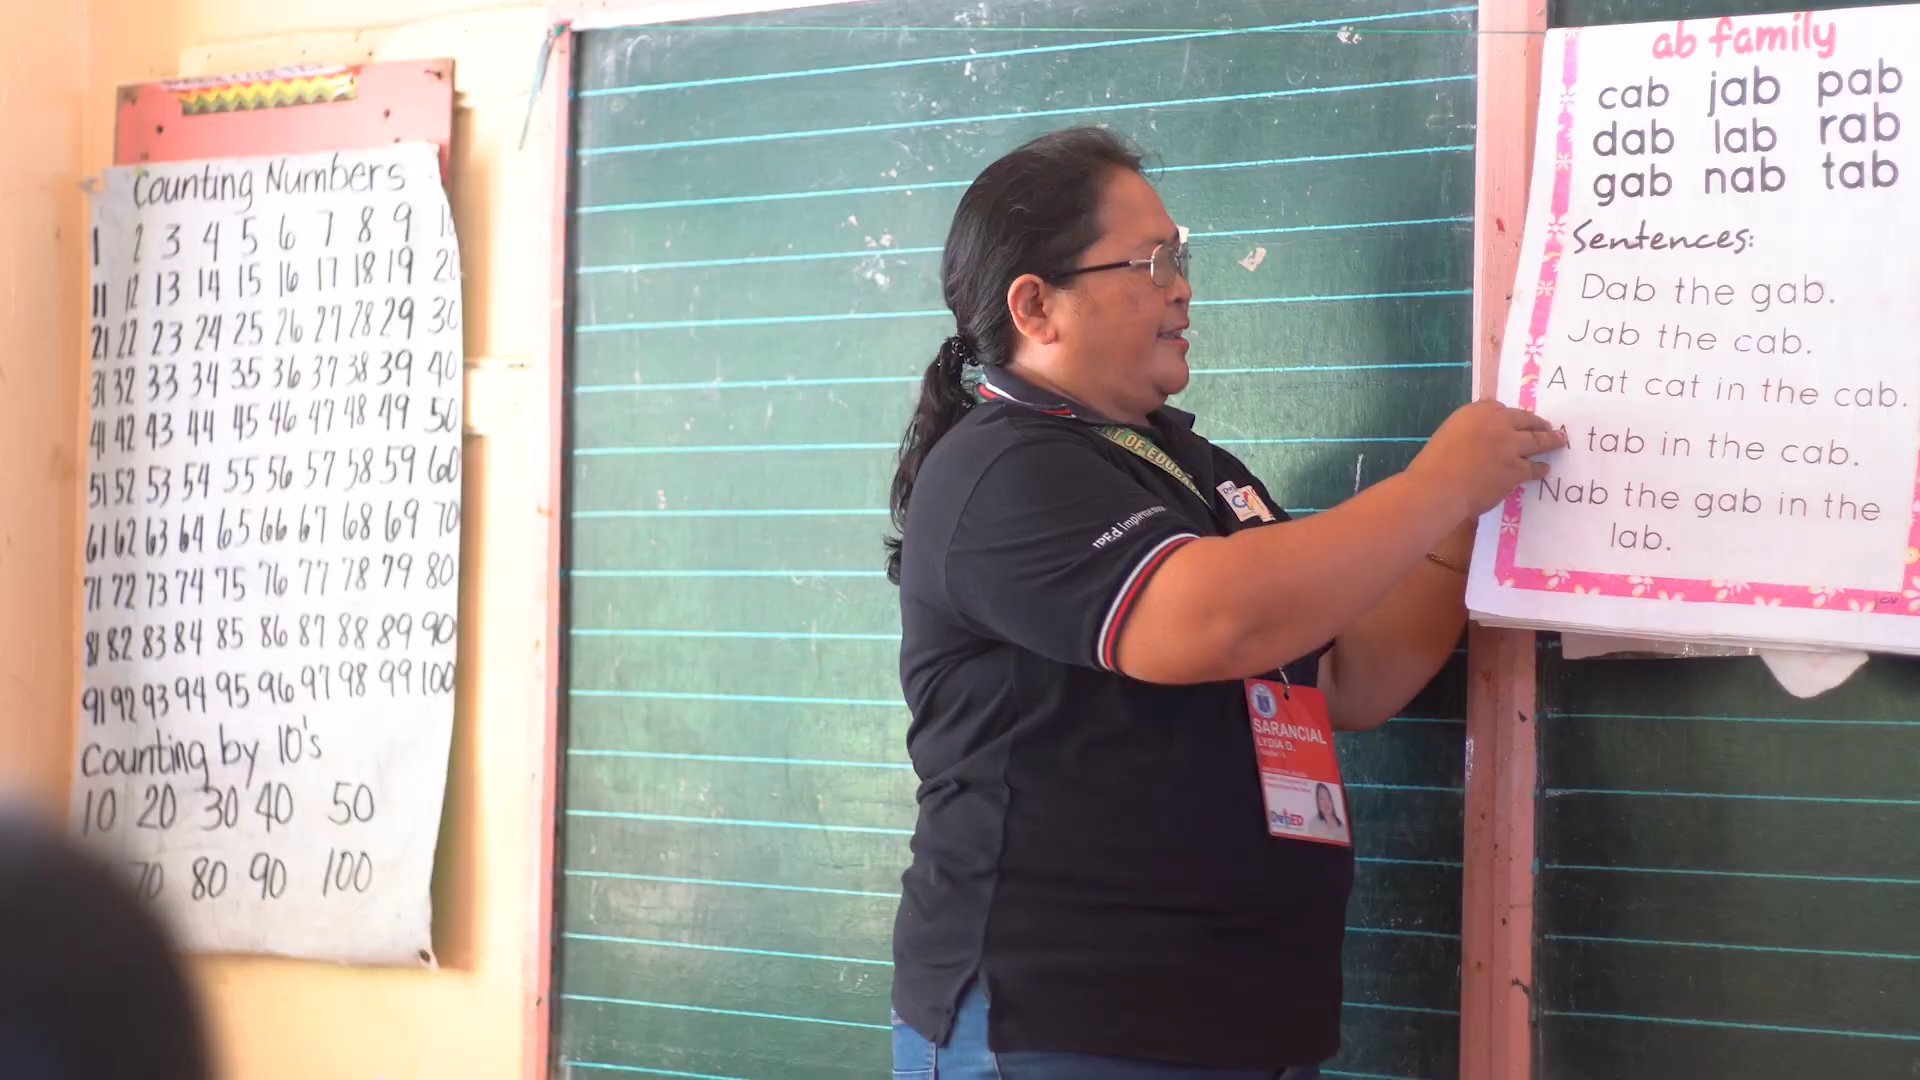 Counting Numbers
1 2 3 4 5 6 7 8 9
11 12 13 14 15 16 17 18 19 20
21 22 23 24 25 26 27 28 29 30
31 32 33 34 35 36 37 38 39 40
41 42 43 44 45 46 47 48 49 50
51 52 53 54 55 56 57 58 59 60
61 62 63 64 65 66 67 68 69 70
71 72 73 74 75 76 77 78 79 80
81 82 83 84 85 86 87 88 89 90
91 92 93 94 95 96 97 98 99 100
Counting by 10's
10 20 30 40 50
70 80 90 100
ab family
cab jab pab
dab lab rab
gab nab tab
Sentences:
Dab the gab.
Jab the cab.
A fat cat in the cab.
A tab in the cab.
Nab the gab in the
lab.
OF
SARANCIAL
LYDIA D.
DepED